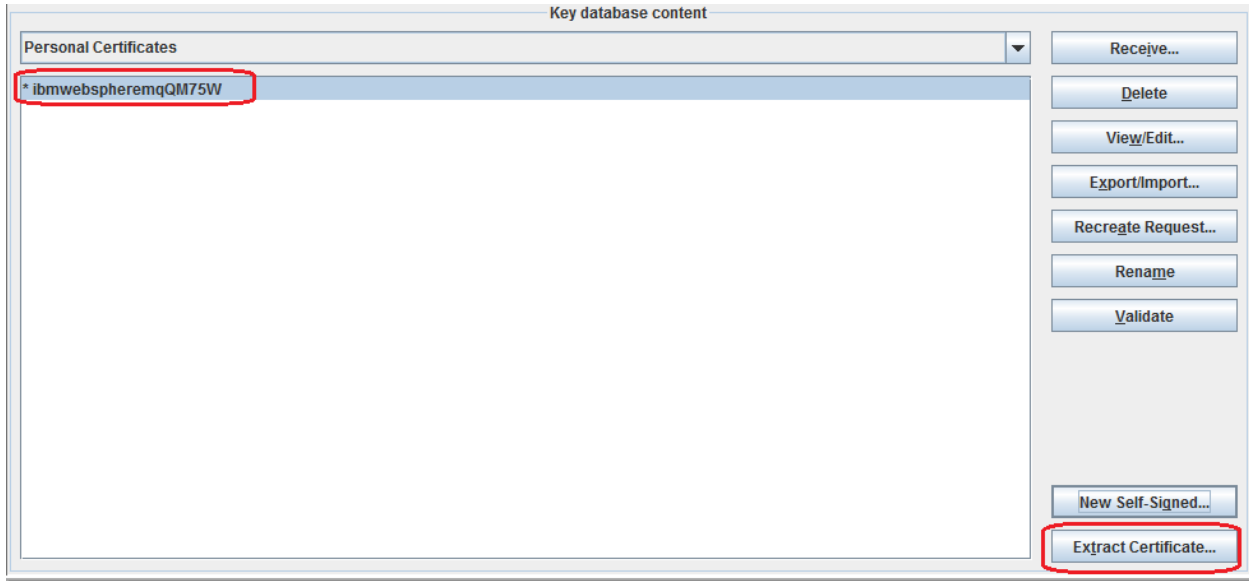 Key database content
Personal Certificates
* ibmwebspheremqQM75W
Receive...
Delete
View/Edit...
Export/Import...
Recreate Request...
Rename
Validate
New Self-Signed...
Extract Certificate...